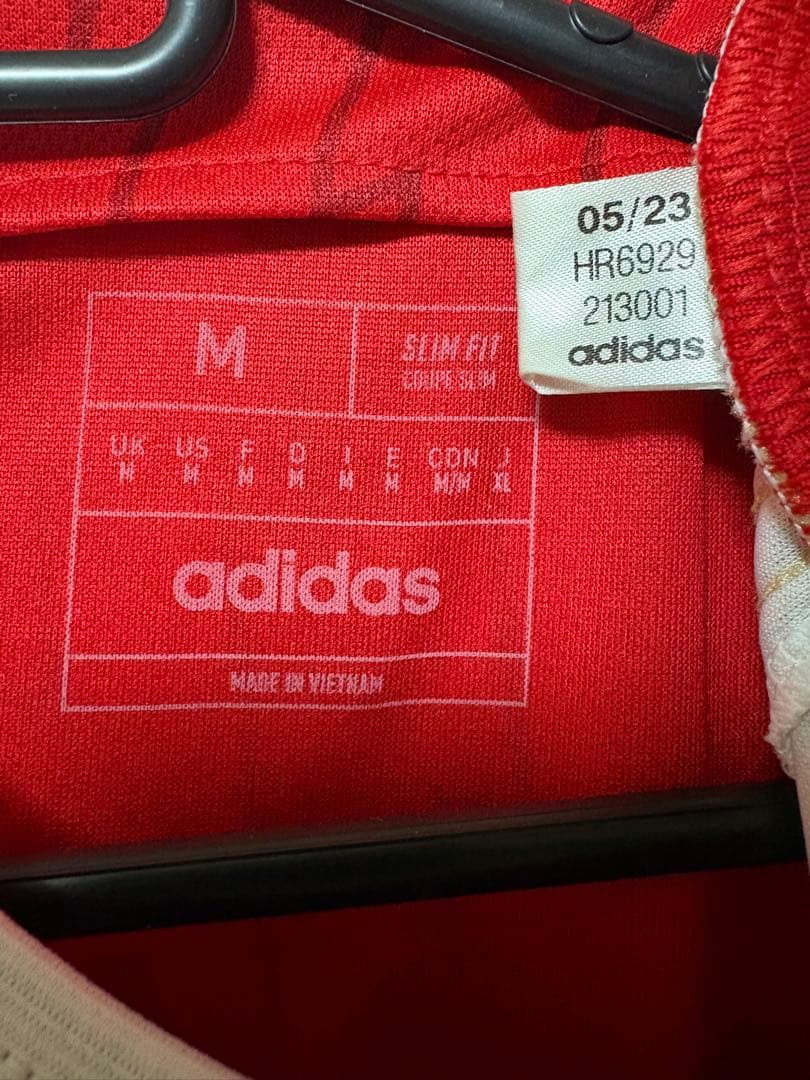 05/23
HR6929
213001
adidas
M
SLIM FIT
COUPE SLIM
UK US F D I E CDN J
M M M M M M M/M XL
adidas
MADE IN VIETNAM